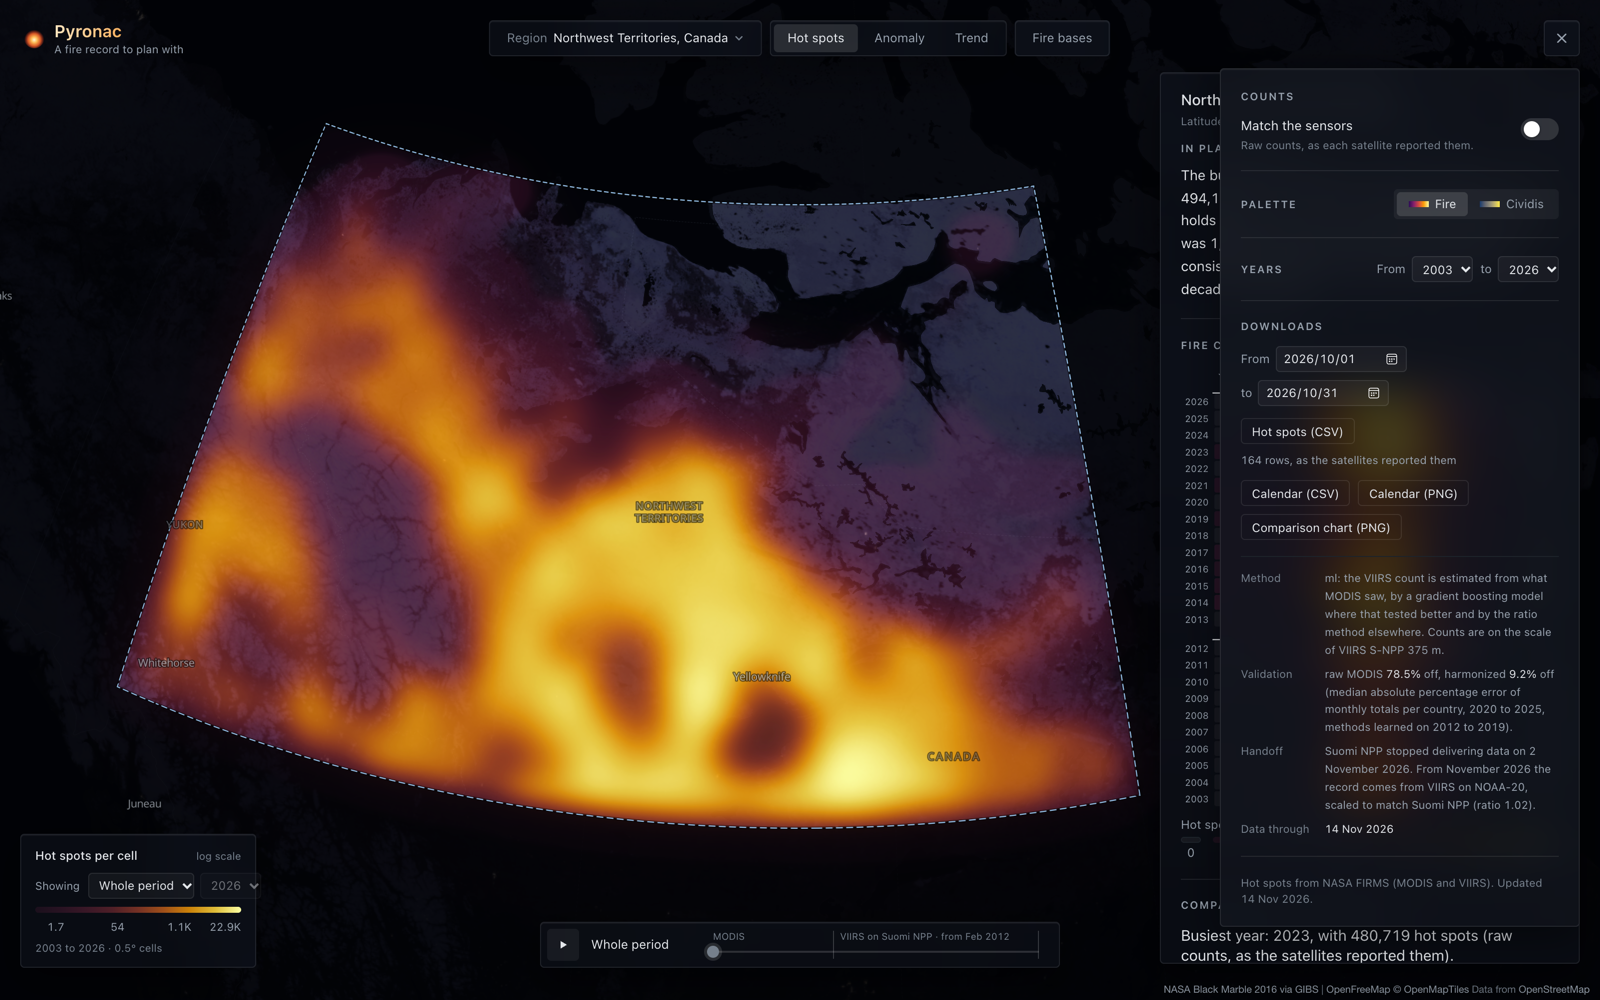 Pyronac
A fire record to plan with
Region Northwest Territories, Canada
Hot spots
Anomaly
Trend
Fire bases
North
Latitude
IN PLA
The bu
494,1
holds
was 1,
consis
decad
FIRE C
2026
2025
2024
2023
2022
2021
2020
2019
2018
2017
2016
2015
2014
2013
2012
2011
2010
2009
2008
2007
2006
2005
2004
2003
Hot spo
0
COMPA
Busiest year: 2023, with 480,719 hot spots (raw
counts, as the satellites reported them).
COUNTS
Match the sensors
Raw counts, as each satellite reported them.
PALETTE
Fire
Cividis
YEARS
From 2003 to 2026
DOWNLOADS
From 2026/10/01
to 2026/10/31
Hot spots (CSV)
164 rows, as the satellites reported them
Calendar (CSV)
Calendar (PNG)
Comparison chart (PNG)
Method
ml: the VIIRS count is estimated from what
MODIS saw, by a gradient boosting model
where that tested better and by the ratio
method elsewhere. Counts are on the scale
of VIIRS S-NPP 375 m.
Validation
raw MODIS 78.5% off, harmonized 9.2% off
(median absolute percentage error of
monthly totals per country, 2020 to 2025,
methods learned on 2012 to 2019).
Handoff
Suomi NPP stopped delivering data on 2
November 2026. From November 2026 the
record comes from VIIRS on NOAA-20,
scaled to match Suomi NPP (ratio 1.02).
Data through
14 Nov 2026
Hot spots from NASA FIRMS (MODIS and VIIRS). Updated
14 Nov 2026.
aks
YUKON
NORTHWEST
TERRITORIES
Whitehorse
Yellowknife
CANADA
Juneau
Hot spots per cell
log scale
Showing Whole period 2026
1.7 54 1.1K 22.9K
2003 to 2026 · 0.5° cells
Whole period
MODIS
VIIRS on Suomi NPP · from Feb 2012
NASA Black Marble 2016 via GIBS | OpenFreeMap © OpenMapTiles Data from OpenStreetMap